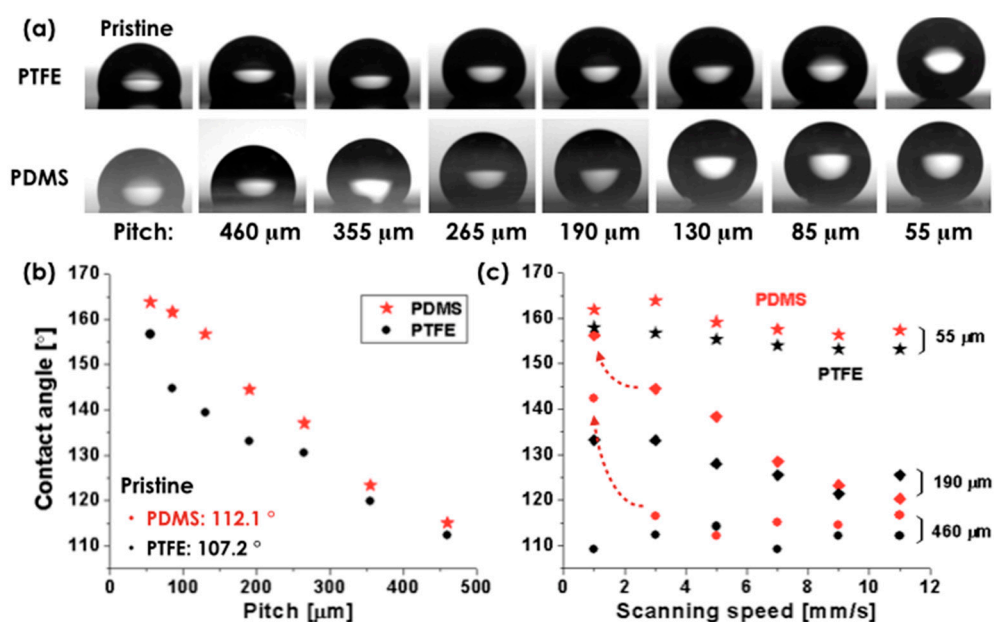 (a) Pristine
PTFE
PDMS
Pitch: 460 μm 355 μm 265 μm 190 μm 130 μm 85 μm 55 μm
(b)
170
160
150
140
130
120
110
Contact angle [°]
PDMS
PTFE
Pristine
• PDMS: 112.1 °
• PTFE: 107.2 °
0 100 200 300 400 500
Pitch [μm]
(c)
170
160
150
140
130
120
110
PDMS
PTFE
55 μm
190 μm
460 μm
0 2 4 6 8 10 12
Scanning speed [mm/s]